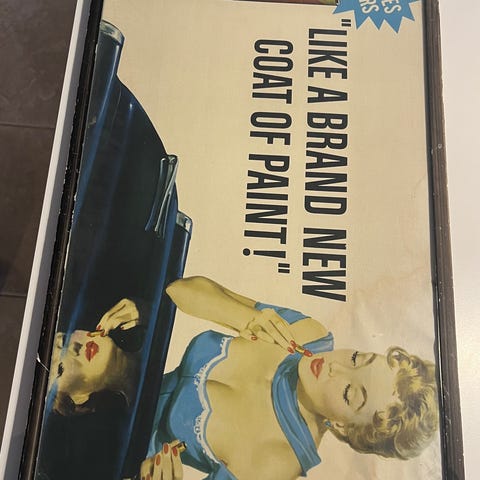 "LIKE A BRAND NEW
COAT OF PAINT!"